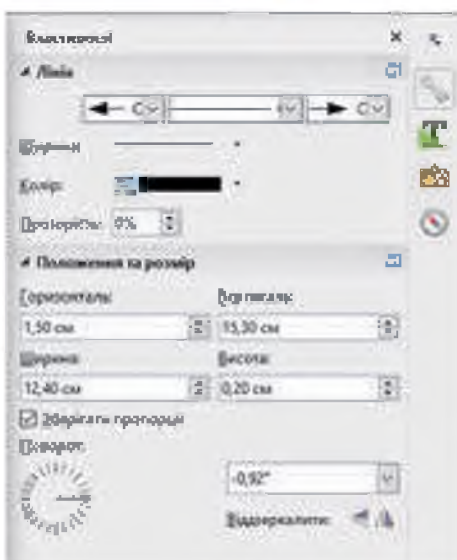 Властивості
Лінія
Ширина:
Колір:
Прозорість: 0%
Положення та розмір
Горизонталь: Вертикаль:
1,50 см 15,30 см
Ширина: Висота:
12,40 см 0,20 см
Зберігати пропорції
Поворот:
-0,92°
Віддзеркалити: